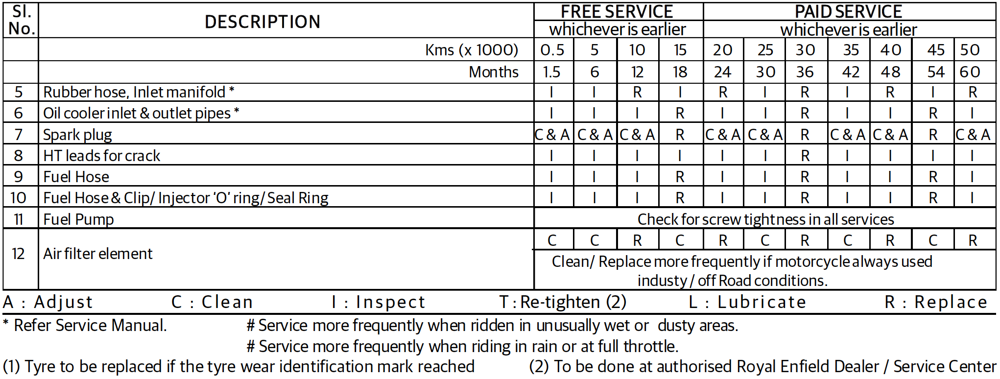 Sl. No. DESCRIPTION FREE SERVICE PAID SERVICE
whichever is earlier whichever is earlier
Kms (x 1000) 0.5 5 10 15 20 25 30 35 40 45 50
Months 1.5 6 12 18 24 30 36 42 48 54 60
5 Rubber hose, Inlet manifold * I I R I R I R I R I R
6 Oil cooler inlet & outlet pipes * I I I R I I R I I R I
7 Spark plug C & A C & A C & A R C & A C & A R C & A C & A R C & A
8 HT leads for crack I I I I I I R I I I I
9 Fuel Hose I I I R I I R I I R I
10 Fuel Hose & Clip/ Injector ‘O’ ring/ Seal Ring I I I R I I R I I R I
11 Fuel Pump Check for screw tightness in all services
12 Air filter element C C R C R C R C R C R
Clean/ Replace more frequently if motorcycle always used
industy / off Road conditions.
A : Adjust C : Clean I : Inspect T : Re-tighten (2) L : Lubricate R : Replace
* Refer Service Manual. # Service more frequently when ridden in unusually wet or dusty areas.
# Service more frequently when riding in rain or at full throttle.
(1) Tyre to be replaced if the tyre wear identification mark reached (2) To be done at authorised Royal Enfield Dealer / Service Center